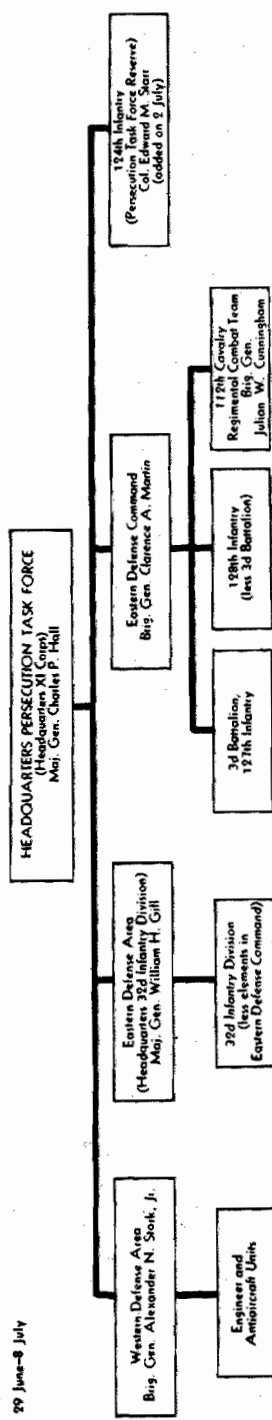 29 June-8 July
HEADQUARTERS PERSECUTION TASK FORCE
(Headquarters XI Corps)
Maj. Gen. Charles P. Hall
Western Defense Area
Brig. Gen. Alexander N. Stark, Jr.
Eastern Defense Area
(Headquarters 32d Infantry Division)
Maj. Gen. William H. Gill
Eastern Defense Command
Brig. Gen. Clarence A. Martin
124th Infantry
(Persecution Task Force Reserve)
Col. Edward M. Starr
(added on 2 July)
Engineer and
Antiaircraft Units
32d Infantry Division
(less elements in
Eastern Defense Command)
3d Battalion,
127th Infantry
128th Infantry
(less 3d Battalion)
112th Cavalry
Regimental Combat Team
Brig. Gen.
Julian W. Cunningham